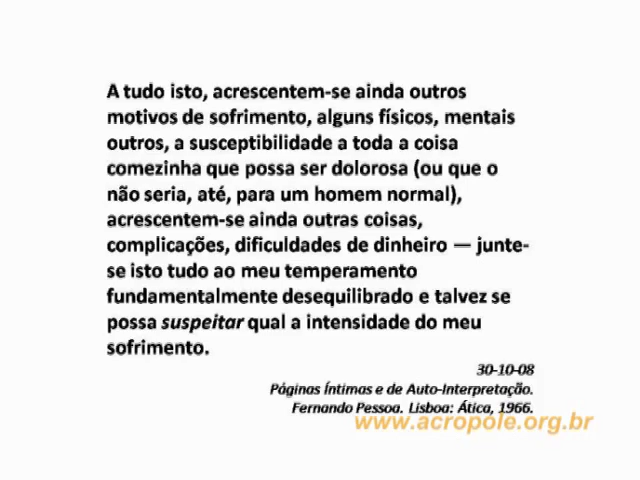 A tudo isto, acrescentem-se ainda outros
motivos de sofrimento, alguns físicos, mentais
outros, a susceptibilidade a toda a coisa
comezinha que possa ser dolorosa (ou que o
não seria, até, para um homem normal),
acrescentem-se ainda outras coisas,
complicações, dificuldades de dinheiro — junte-
se isto tudo ao meu temperamento
fundamentalmente desequilibrado e talvez se
possa suspeitar qual a intensidade do meu
sofrimento.
30-10-08
Páginas Íntimas e de Auto-Interpretação.
Fernando Pessoa. Lisboa: Ática, 1966.
www.acropole.org.br